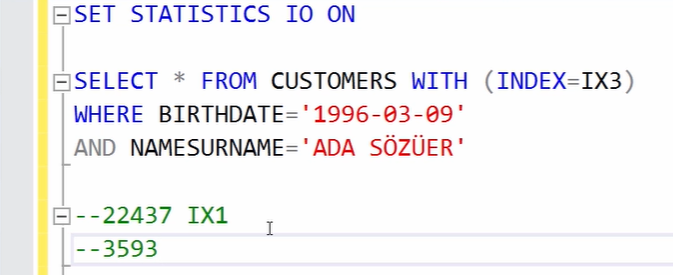 SET STATISTICS IO ON
SELECT * FROM CUSTOMERS WITH (INDEX=IX3)
WHERE BIRTHDATE='1996-03-09'
AND NAMESURNAME='ADA SÖZÜER'
--22437 IX1
--3593